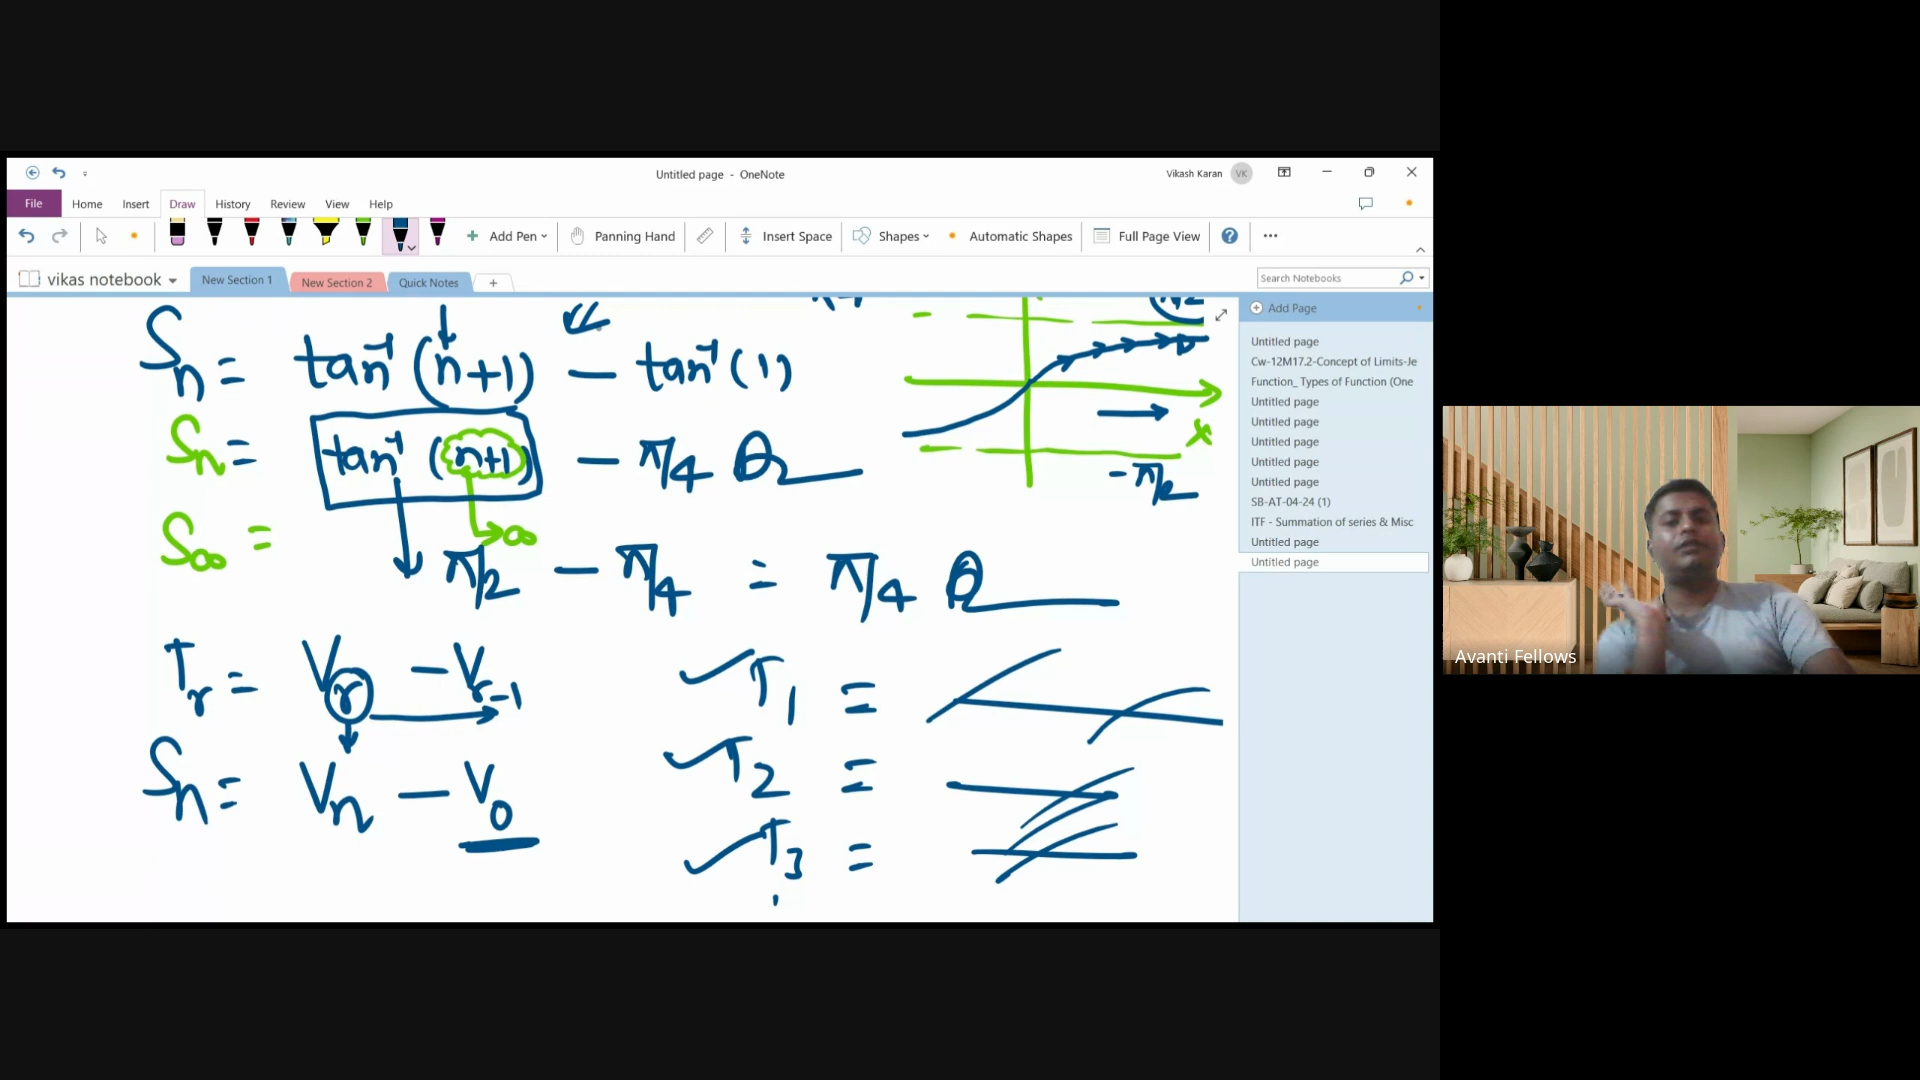 Untitled page - OneNote
Vikash Karan VK
File Home Insert Draw History Review View Help
Add Pen Panning Hand Insert Space Shapes Automatic Shapes Full Page View
vikas notebook New Section 1 New Section 2 Quick Notes + Search Notebooks
Add Page
Untitled page
Cw-12M17.2-Concept of Limits-Je
Function_ Types of Function (One
Untitled page
Untitled page
Untitled page
Untitled page
Untitled page
SB-AT-04-24 (1)
ITF - Summation of series & Misc
Untitled page
Untitled page
Sn = tan⁻¹ (n+1) − tan⁻¹ (1)
Sn = tan⁻¹ (n+1) − π/4
S∞ =
→∞
π/2 − π/4 = π/4
x
-π/2
Tr = Vr − Vr-1
Sn = Vn − V0
T1 =
T2 =
T3 =
Avanti Fellows